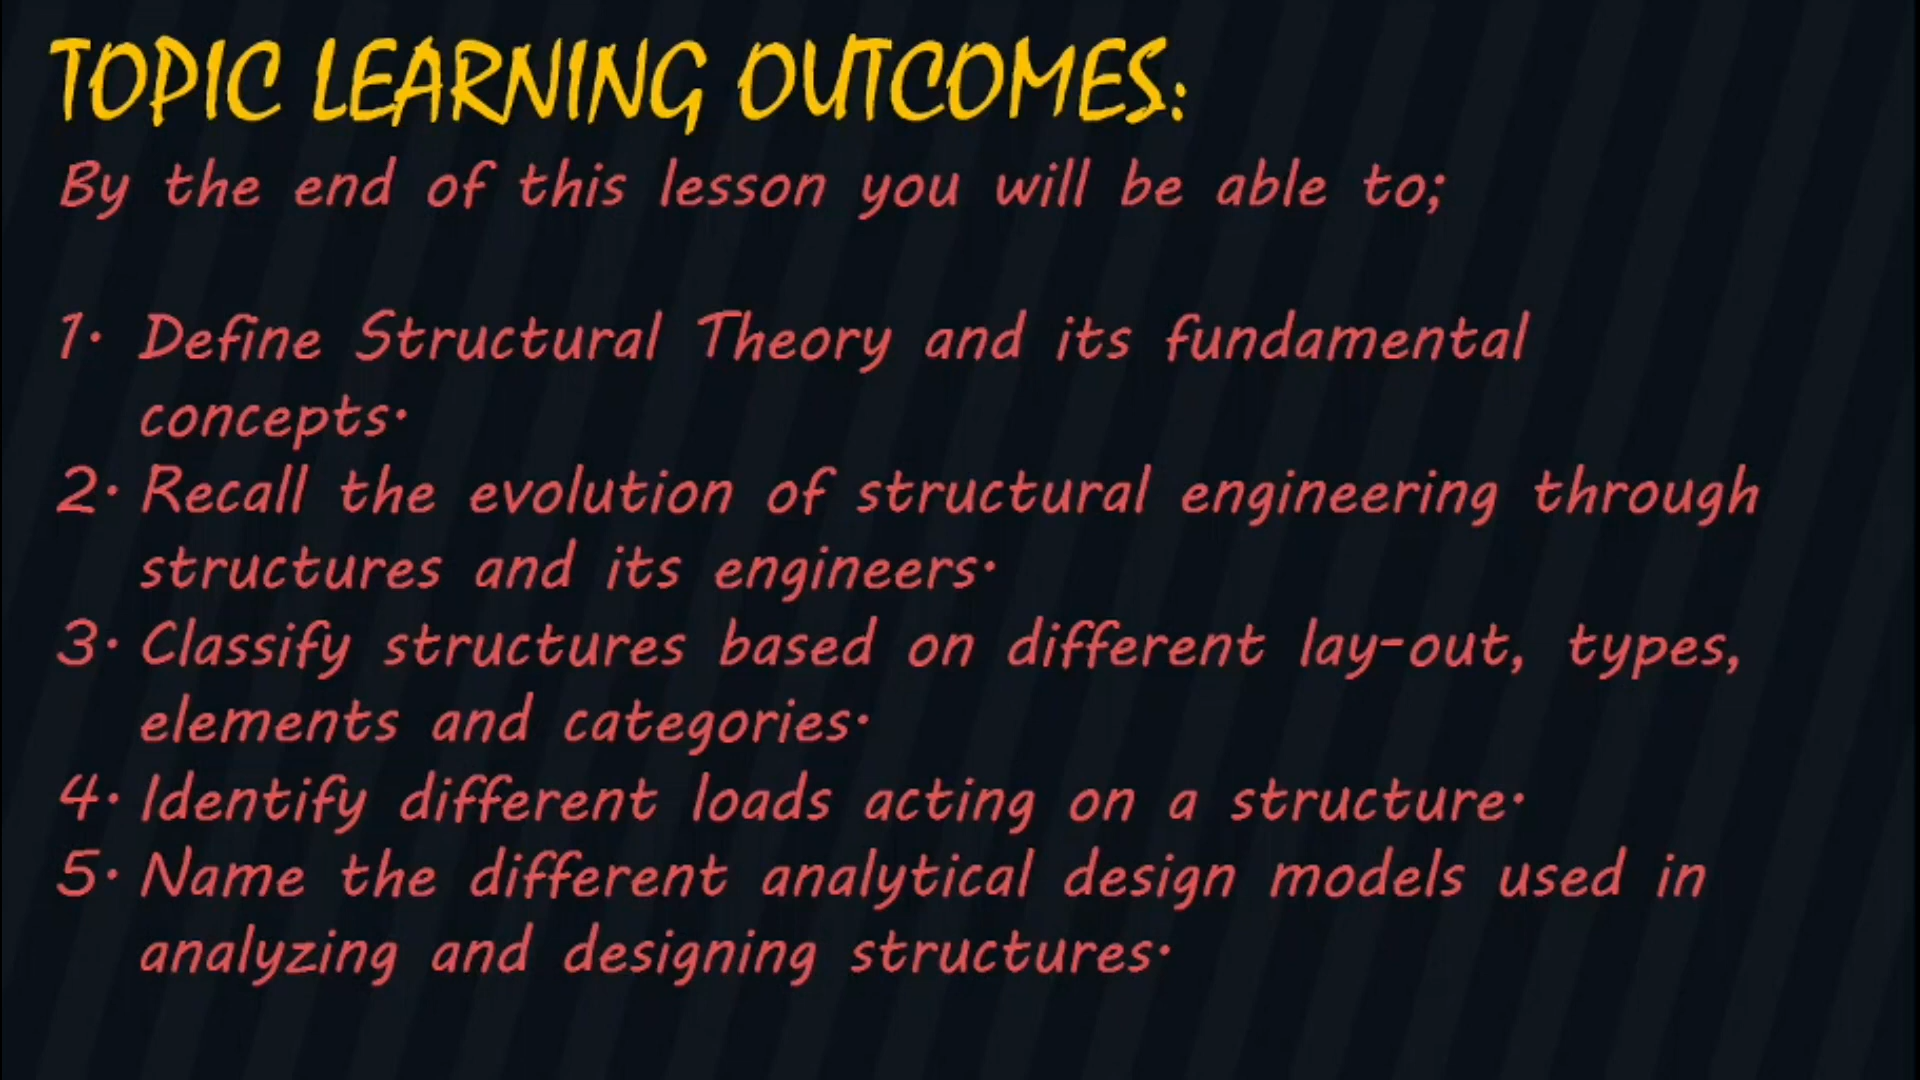 TOPIC LEARNING OUTCOMES:
By the end of this lesson you will be able to;
1. Define Structural Theory and its fundamental
concepts.
2. Recall the evolution of structural engineering through
structures and its engineers.
3. Classify structures based on different lay-out, types,
elements and categories.
4. Identify different loads acting on a structure.
5. Name the different analytical design models used in
analyzing and designing structures.